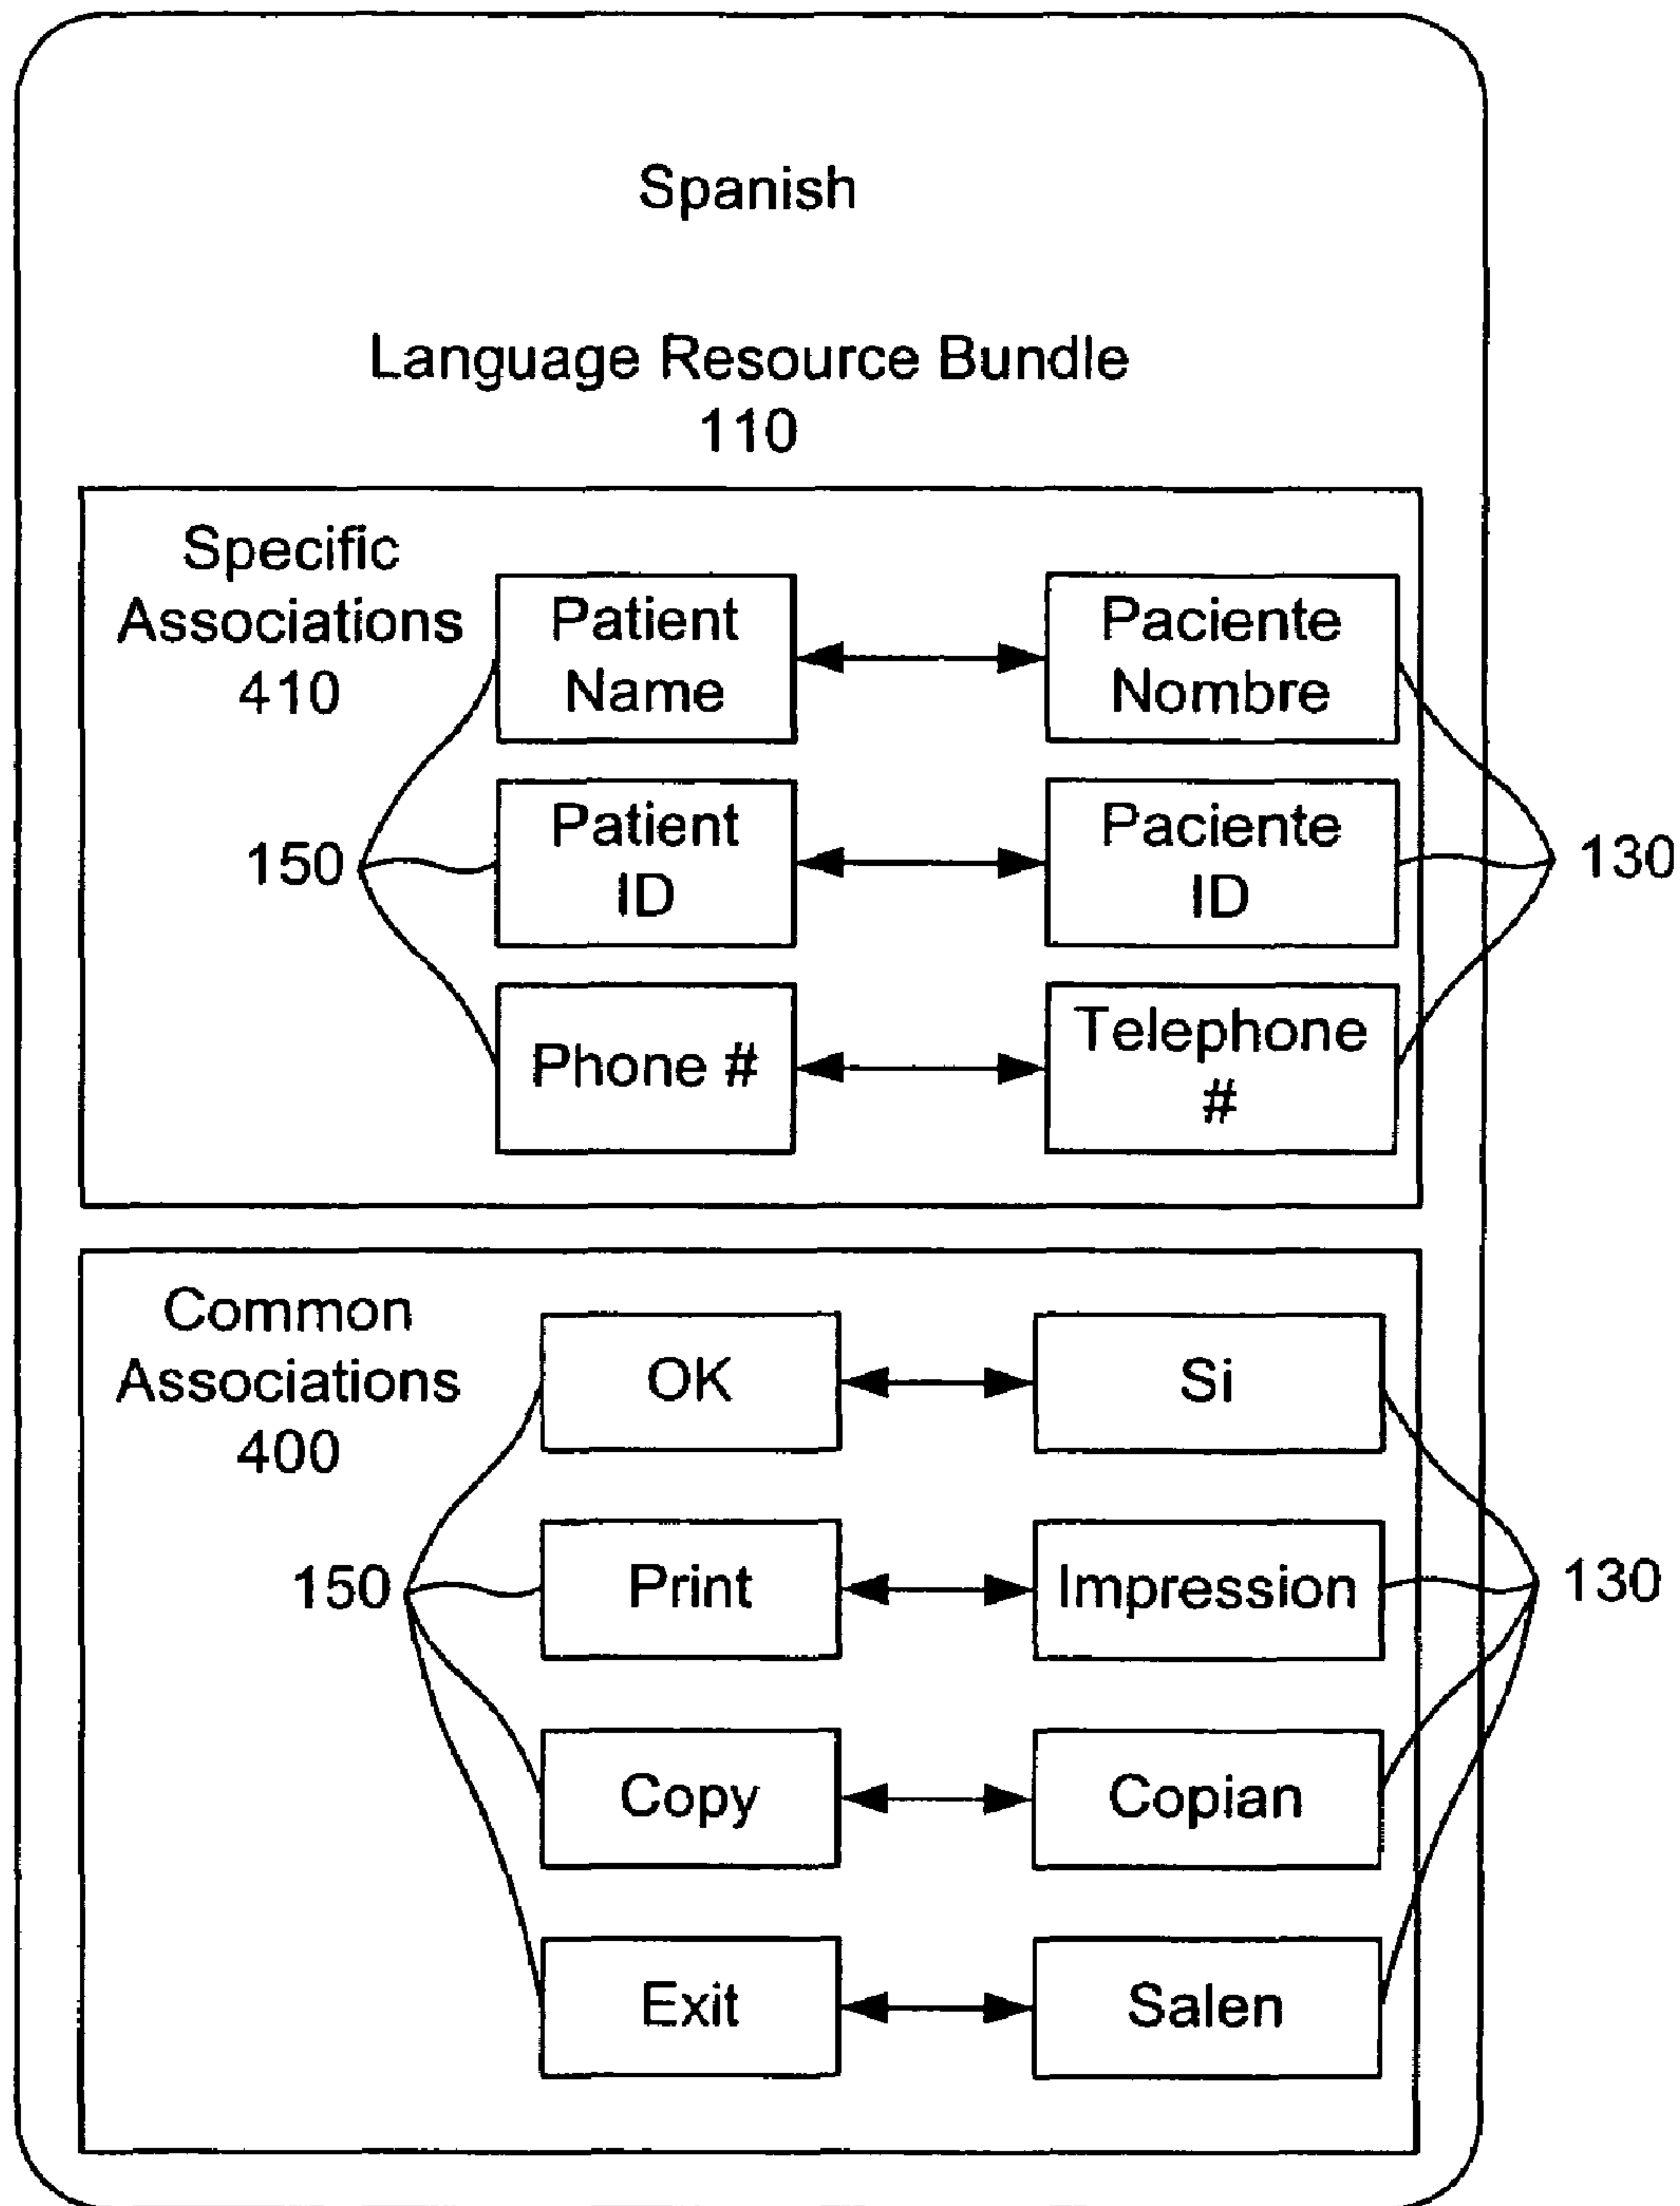 Spanish
Language Resource Bundle
110
Specific
Associations
410
Patient
Name
Paciente
Nombre
150
Patient
ID
Paciente
ID
130
Phone #
Telephone
#
Common
Associations
400
OK
Si
150
Print
Impression
130
Copy
Copian
Exit
Salen